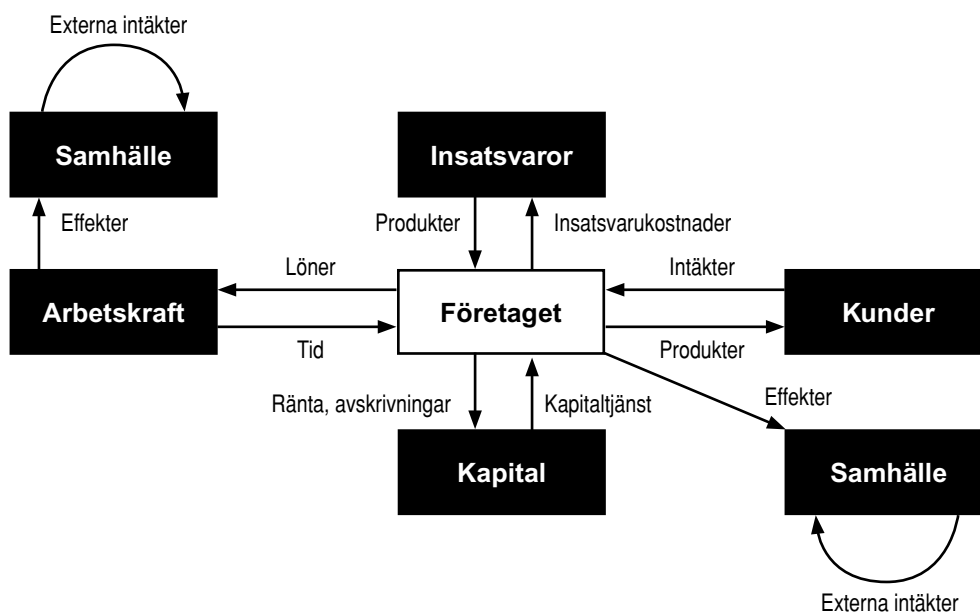 Externa intäkter
Samhälle
Insatsvaror
Effekter
Produkter
Insatsvarukostnader
Löner
Intäkter
Arbetskraft
Företaget
Kunder
Tid
Produkter
Ränta, avskrivningar
Kapitaltjänst
Effekter
Kapital
Samhälle
Externa intäkter